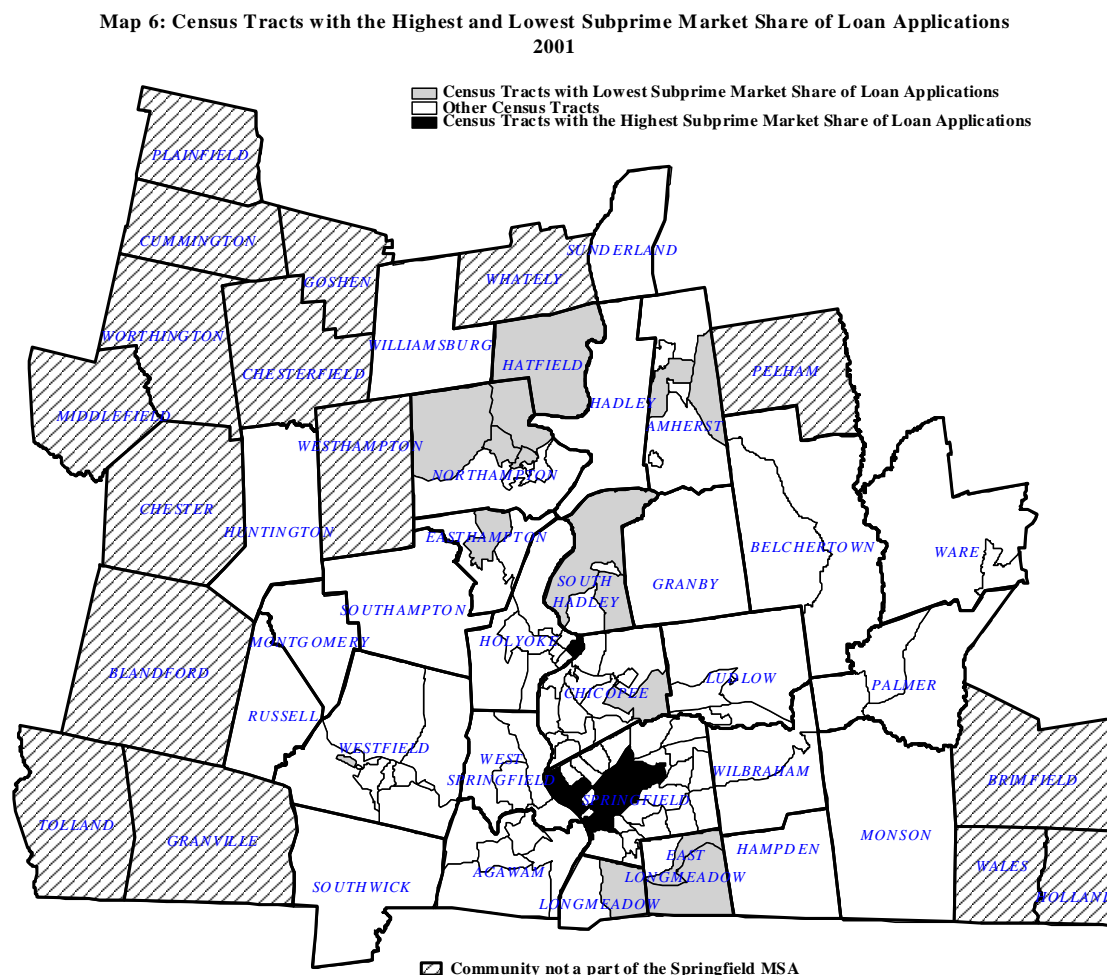 Map 6: Census Tracts with the Highest and Lowest Subprime Market Share of Loan Applications
2001
Census Tracts with Lowest Subprime Market Share of Loan Applications
Other Census Tracts
Census Tracts with the Highest Subprime Market Share of Loan Applications
PLAINFIELD
CUMMINGTON
SUNDERLAND
GOSHEN
WHATELY
WORTHINGTON
WILLIAMSBURG
HATFIELD
CHESTERFIELD
PELHAM
HADLEY
MIDDLEFIELD
AMHERST
WESTHAMPTON
NORTHAMPTON
CHESTER
HUNTINGTON
EASTHAMPTON
BELCHERTOWN
WARE
SOUTH
HADLEY
GRANBY
SOUTHAMPTON
MONTGOMERY
HOLYOKE
BLANDFORD
LUDLOW
PALMER
CHICOPEE
RUSSELL
WESTFIELD
WEST
SPRINGFIELD
WILBRAHAM
BRIMFIELD
SPRINGFIELD
TOLLAND
GRANVILLE
MONSON
HAMPDEN
EAST
LONGMEADOW
AGAWAM
WALES
SOUTHWICK
LONGMEADOW
HOLLAND
Community not a part of the Springfield MSA